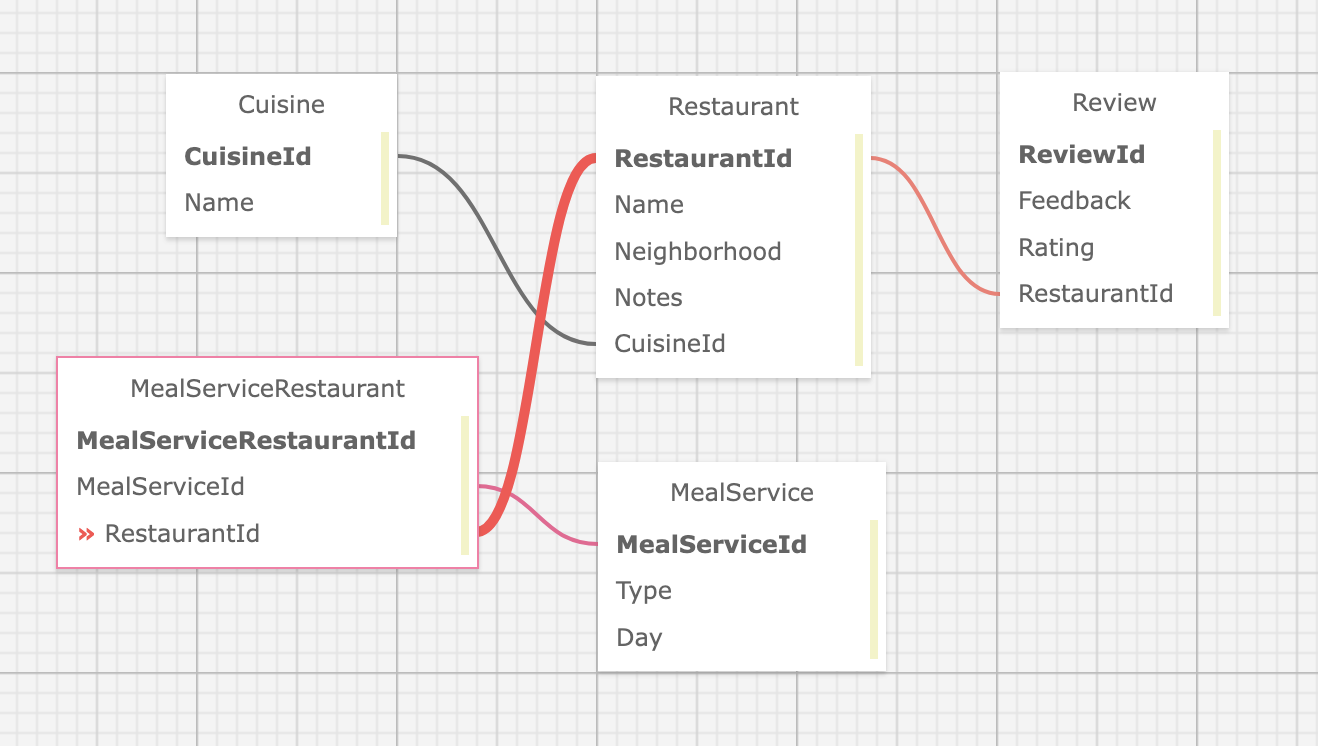 Cuisine
CuisineId
Name
Restaurant
RestaurantId
Name
Neighborhood
Notes
CuisineId
Review
ReviewId
Feedback
Rating
RestaurantId
MealServiceRestaurant
MealServiceRestaurantId
MealServiceId
» RestaurantId
MealService
MealServiceId
Type
Day